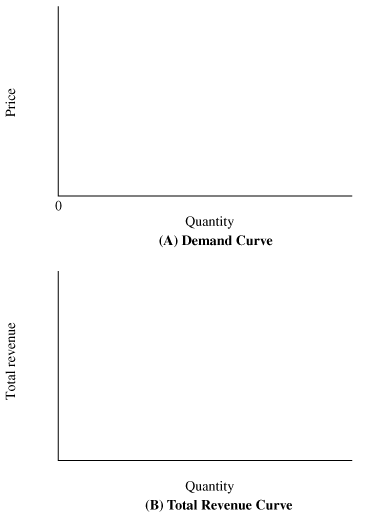 Price
0
Quantity
(A) Demand Curve
Total revenue
Quantity
(B) Total Revenue Curve